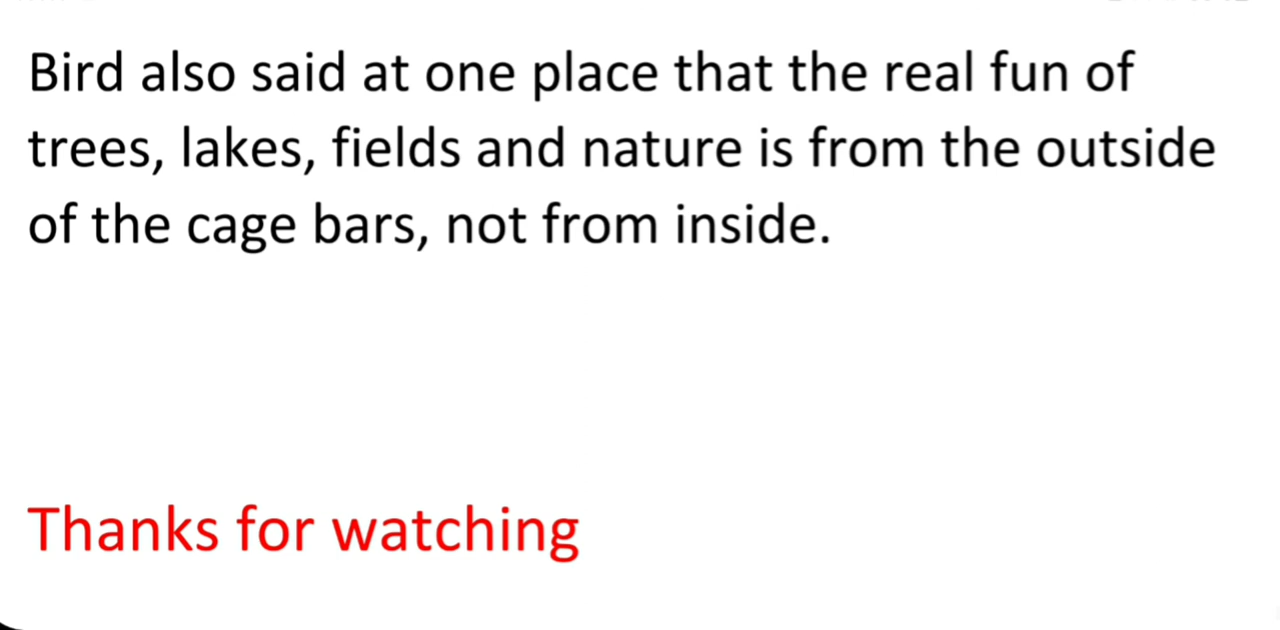 Bird also said at one place that the real fun of
trees, lakes, fields and nature is from the outside
of the cage bars, not from inside.
Thanks for watching